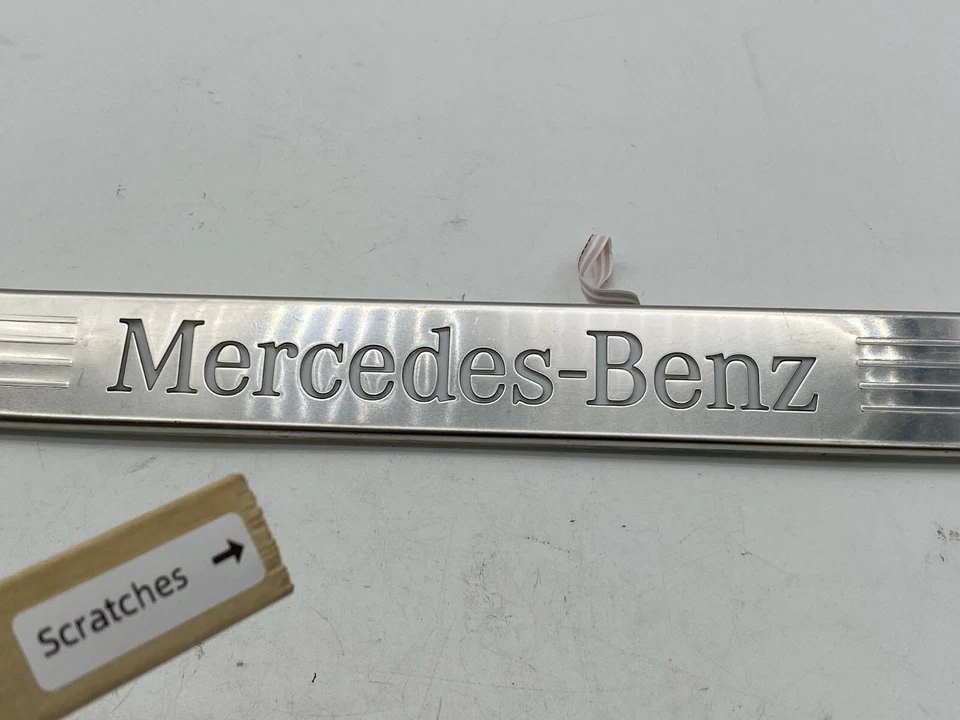 Mercedes-Benz
Scratches →